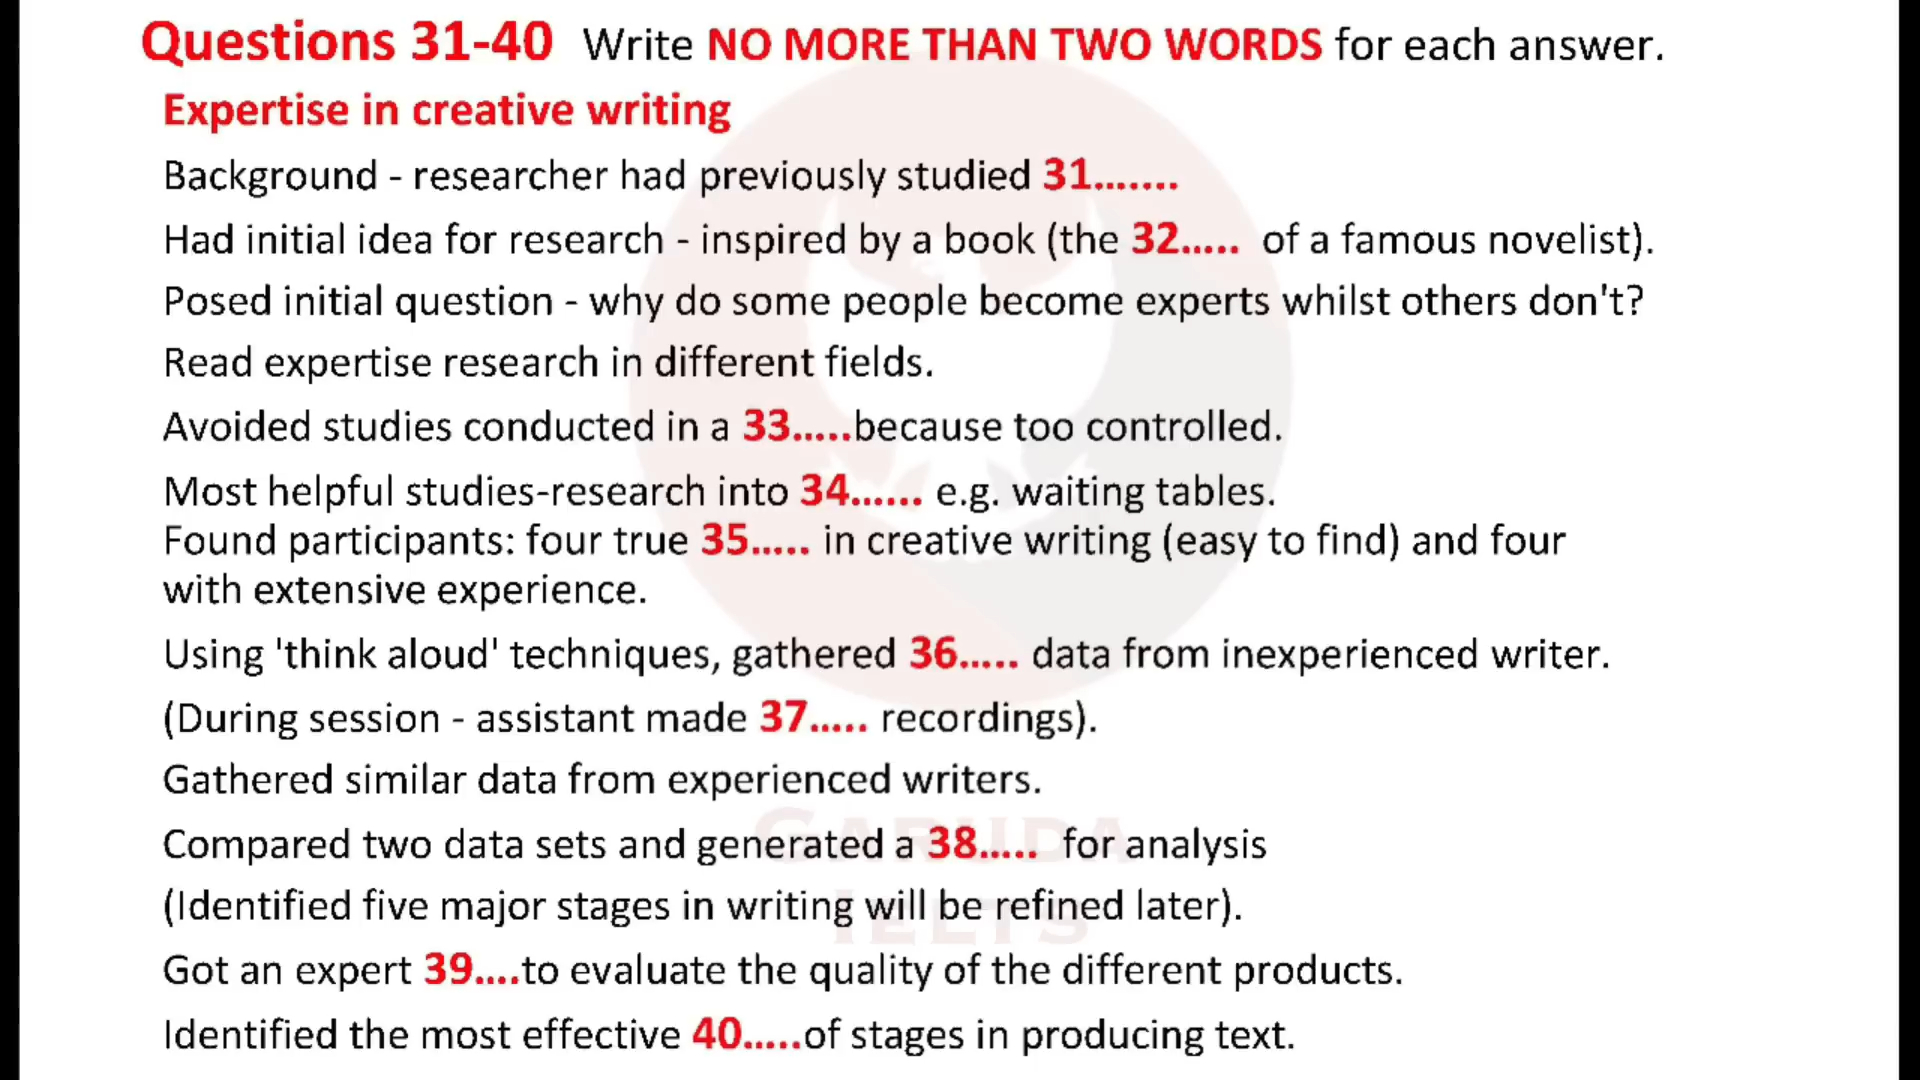 Questions 31-40 Write NO MORE THAN TWO WORDS for each answer.
Expertise in creative writing
Background - researcher had previously studied 31.......
Had initial idea for research - inspired by a book (the 32..... of a famous novelist).
Posed initial question - why do some people become experts whilst others don't?
Read expertise research in different fields.
Avoided studies conducted in a 33.....because too controlled.
Most helpful studies-research into 34...... e.g. waiting tables.
Found participants: four true 35..... in creative writing (easy to find) and four
with extensive experience.
Using 'think aloud' techniques, gathered 36..... data from inexperienced writer.
(During session - assistant made 37..... recordings).
Gathered similar data from experienced writers.
Compared two data sets and generated a 38..... for analysis
(Identified five major stages in writing will be refined later).
Got an expert 39....to evaluate the quality of the different products.
Identified the most effective 40.....of stages in producing text.
GARUDA
IELTS